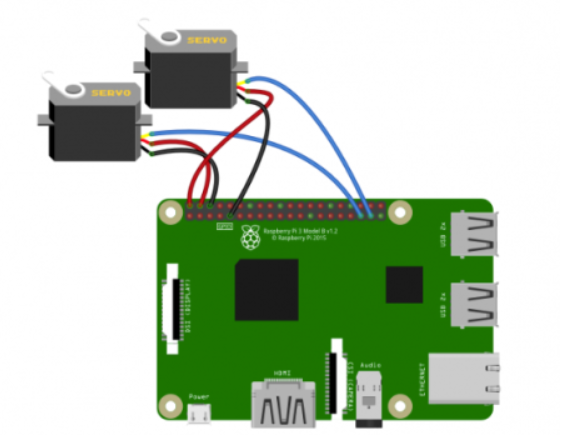 SERVO
SERVO
GPIO
Raspberry Pi 3 Model B v1.2
© Raspberry Pi 2015
USB 2x
DSI (DISPLAY)
USB 2x
HDMI
CSI (CAMERA)
Audio
ETHERNET
Power